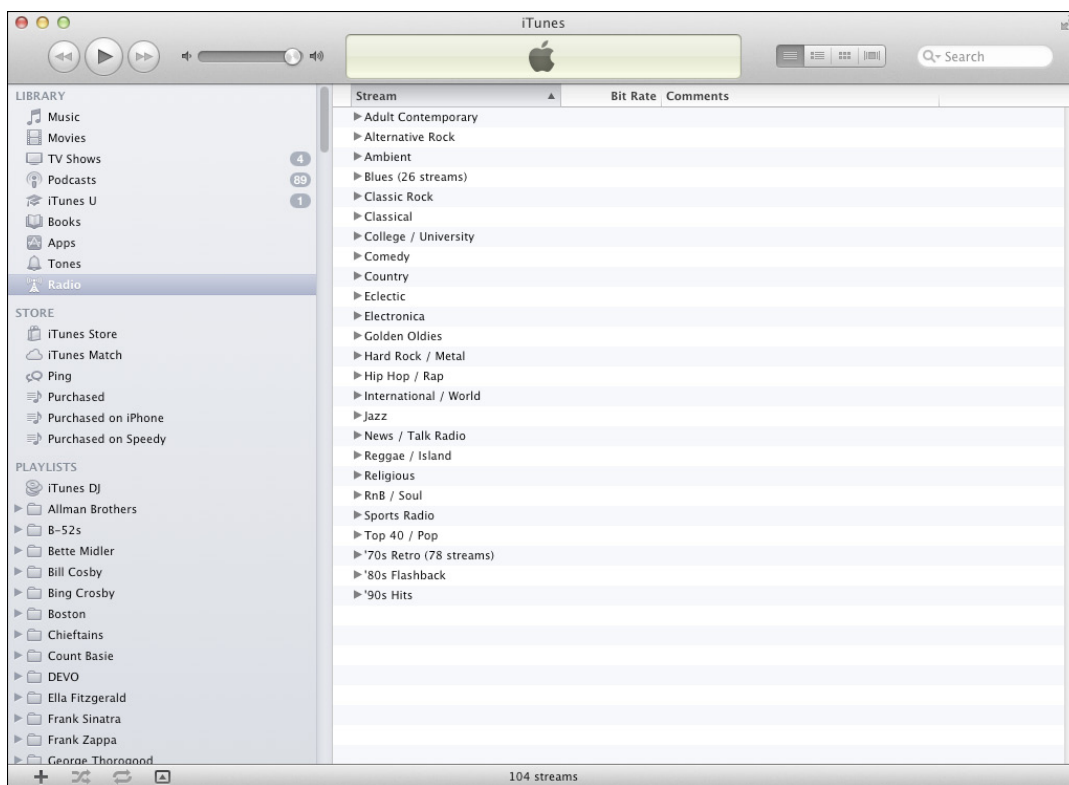 iTunes
Search
LIBRARY
Music
Movies
TV Shows 4
Podcasts 89
iTunes U 1
Books
Apps
Tones
Radio
STORE
iTunes Store
iTunes Match
Ping
Purchased
Purchased on iPhone
Purchased on Speedy
PLAYLISTS
iTunes DJ
Allman Brothers
B-52s
Bette Midler
Bill Cosby
Bing Crosby
Boston
Chieftains
Count Basie
DEVO
Ella Fitzgerald
Frank Sinatra
Frank Zappa
George Thorogood
Stream Bit Rate Comments
Adult Contemporary
Alternative Rock
Ambient
Blues (26 streams)
Classic Rock
Classical
College / University
Comedy
Country
Eclectic
Electronica
Golden Oldies
Hard Rock / Metal
Hip Hop / Rap
International / World
Jazz
News / Talk Radio
Reggae / Island
Religious
RnB / Soul
Sports Radio
Top 40 / Pop
'70s Retro (78 streams)
'80s Flashback
'90s Hits
104 streams